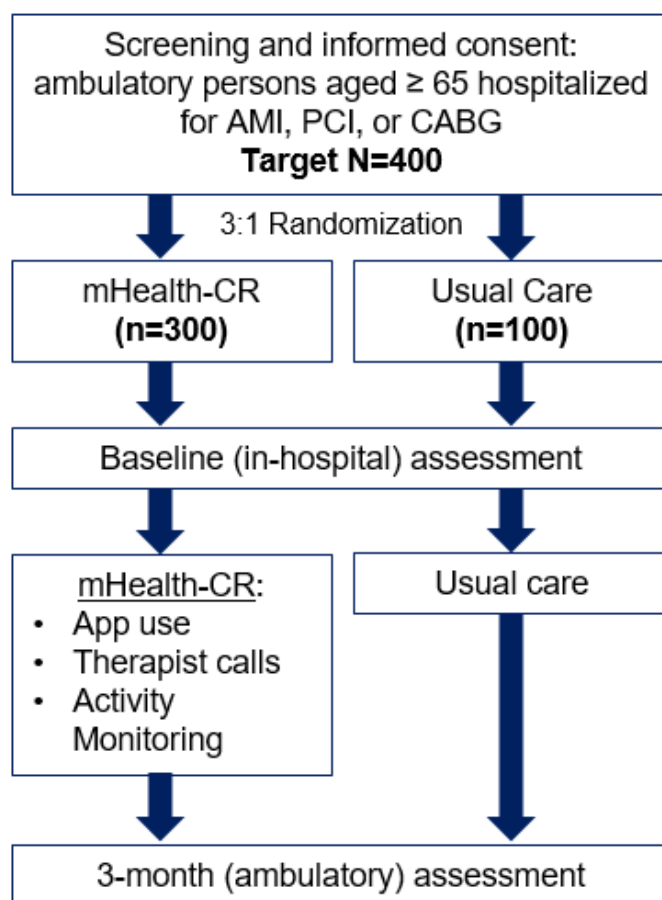 Screening and informed consent:
ambulatory persons aged ≥ 65 hospitalized
for AMI, PCI, or CABG
Target N=400
3:1 Randomization
mHealth-CR
(n=300)
Usual Care
(n=100)
Baseline (in-hospital) assessment
mHealth-CR:
• App use
• Therapist calls
• Activity
Monitoring
Usual care
3-month (ambulatory) assessment